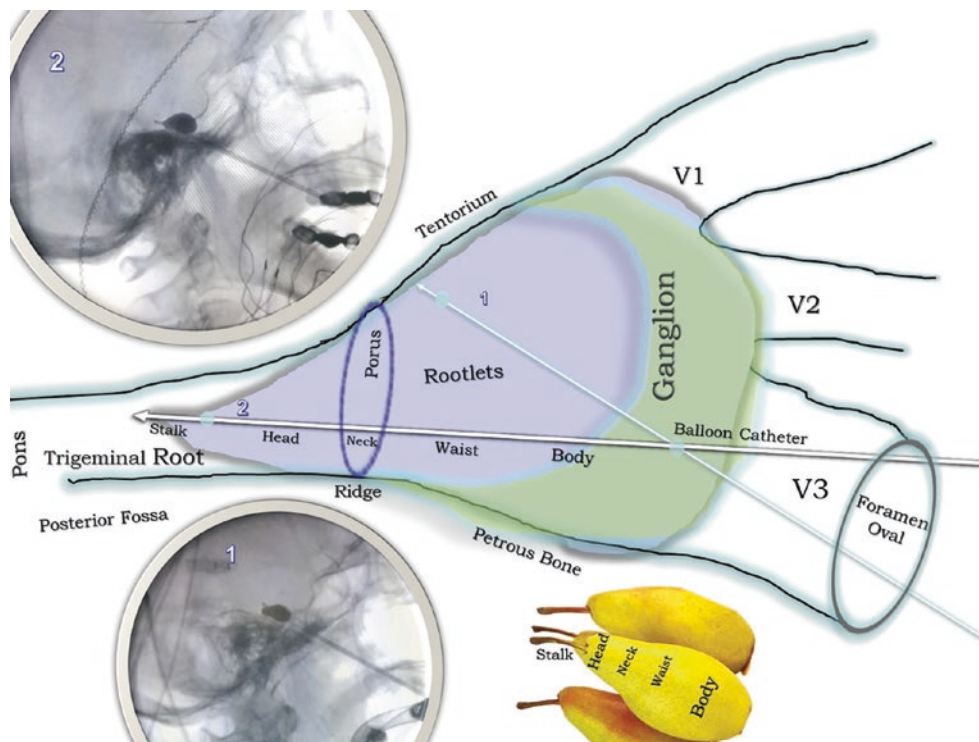 2
Tentorium
V1
1
V2
Porus
Rootlets
Ganglion
Pons
2
Stalk
Head
Neck
Waist
Body
Balloon Catheter
Trigeminal Root
Ridge
V3
Foramen
Oval
Posterior Fossa
Petrous Bone
1
Stalk
Head
Neck
Waist
Body